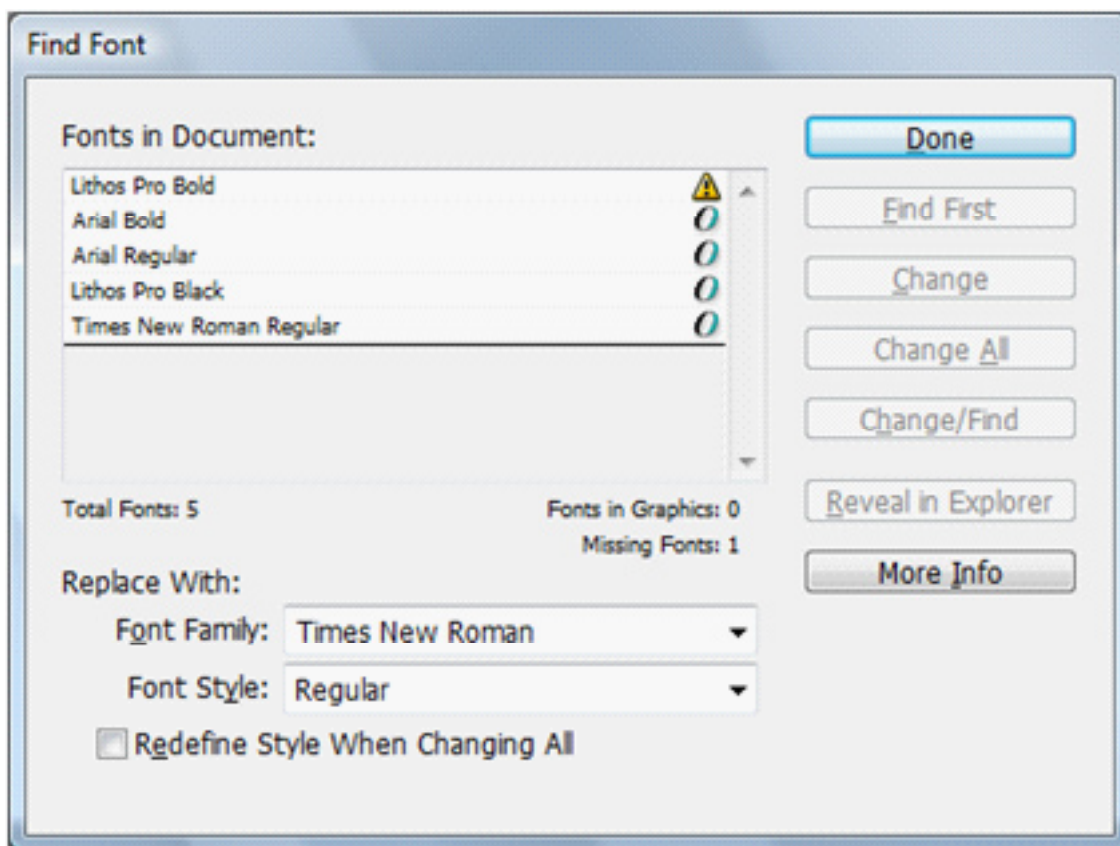 Find Font
Fonts in Document:
Lithos Pro Bold
Arial Bold
Arial Regular
Lithos Pro Black
Times New Roman Regular
Total Fonts: 5
Fonts in Graphics: 0
Missing Fonts: 1
Replace With:
Font Family: Times New Roman
Font Style: Regular
Redefine Style When Changing All
Done
Find First
Change
Change All
Change/Find
Reveal in Explorer
More Info